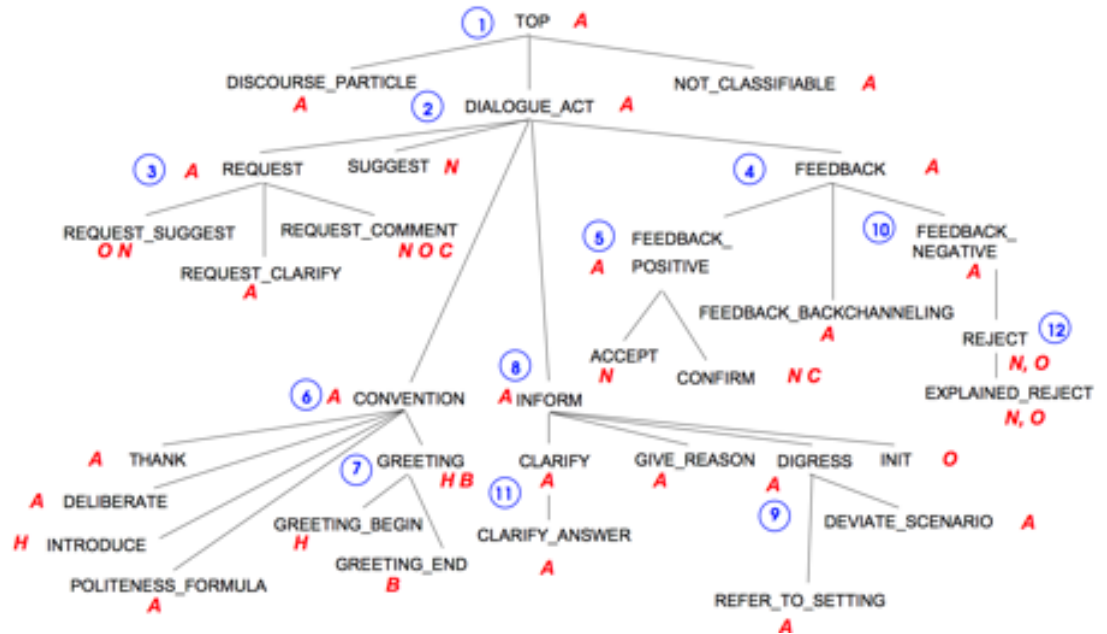 1 TOP A
DISCOURSE_PARTICLE
A
NOT_CLASSIFIABLE A
2 DIALOGUE_ACT A
3 A REQUEST
SUGGEST N
4 FEEDBACK A
REQUEST_SUGGEST
O N
REQUEST_COMMENT
N O C
REQUEST_CLARIFY
A
5 FEEDBACK_
A POSITIVE
10 FEEDBACK_
NEGATIVE
A
FEEDBACK_BACKCHANNELING
A
REJECT 12
N, O
ACCEPT
N
CONFIRM N C
EXPLAINED_REJECT
N, O
6 A CONVENTION
8
A INFORM
A THANK
7 GREETING
H B
CLARIFY
A
GIVE_REASON
A
DIGRESS
A
INIT O
A DELIBERATE
11
9
H INTRODUCE
GREETING_BEGIN
H
CLARIFY_ANSWER
A
DEVIATE_SCENARIO A
GREETING_END
B
POLITENESS_FORMULA
A
REFER_TO_SETTING
A